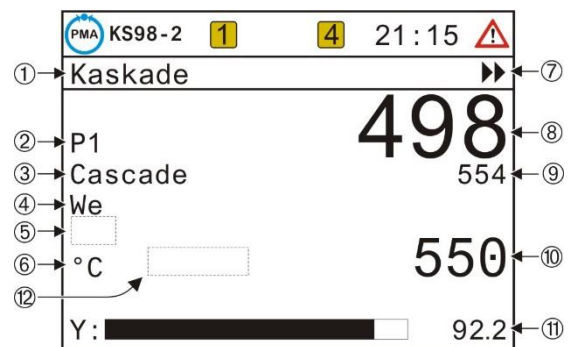 PMA KS98-2 1 4 21:15
① Kaskade ⑦
498 ⑧
② P1
③ Cascade 554 ⑨
④ We
⑤
⑥ °C 550 ⑩
⑫
Y: 92.2 ⑪